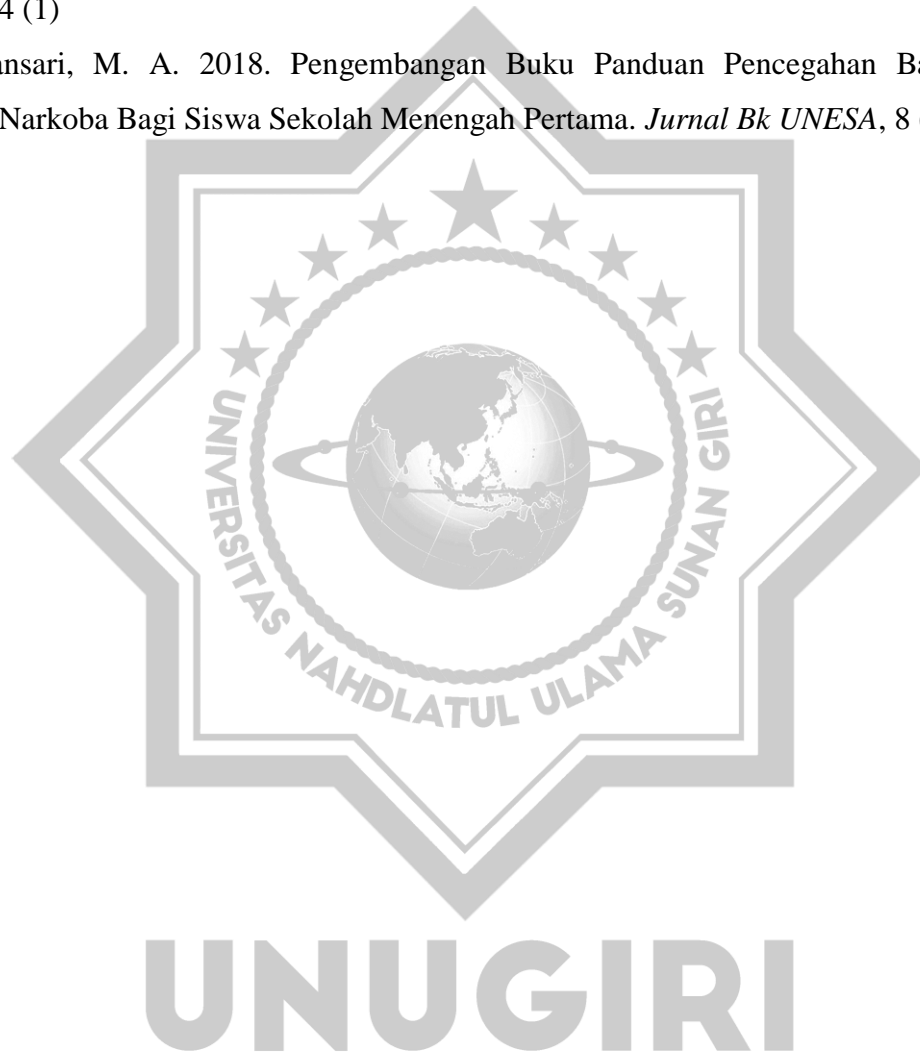 4 (1)
ansari, M. A. 2018. Pengembangan Buku Panduan Pencegahan Ba
Narkoba Bagi Siswa Sekolah Menengah Pertama. Jurnal Bk UNESA, 8
UNIVERSITAS NAHDLATUL ULAMA SUNAN GIRI
UNUGIRI